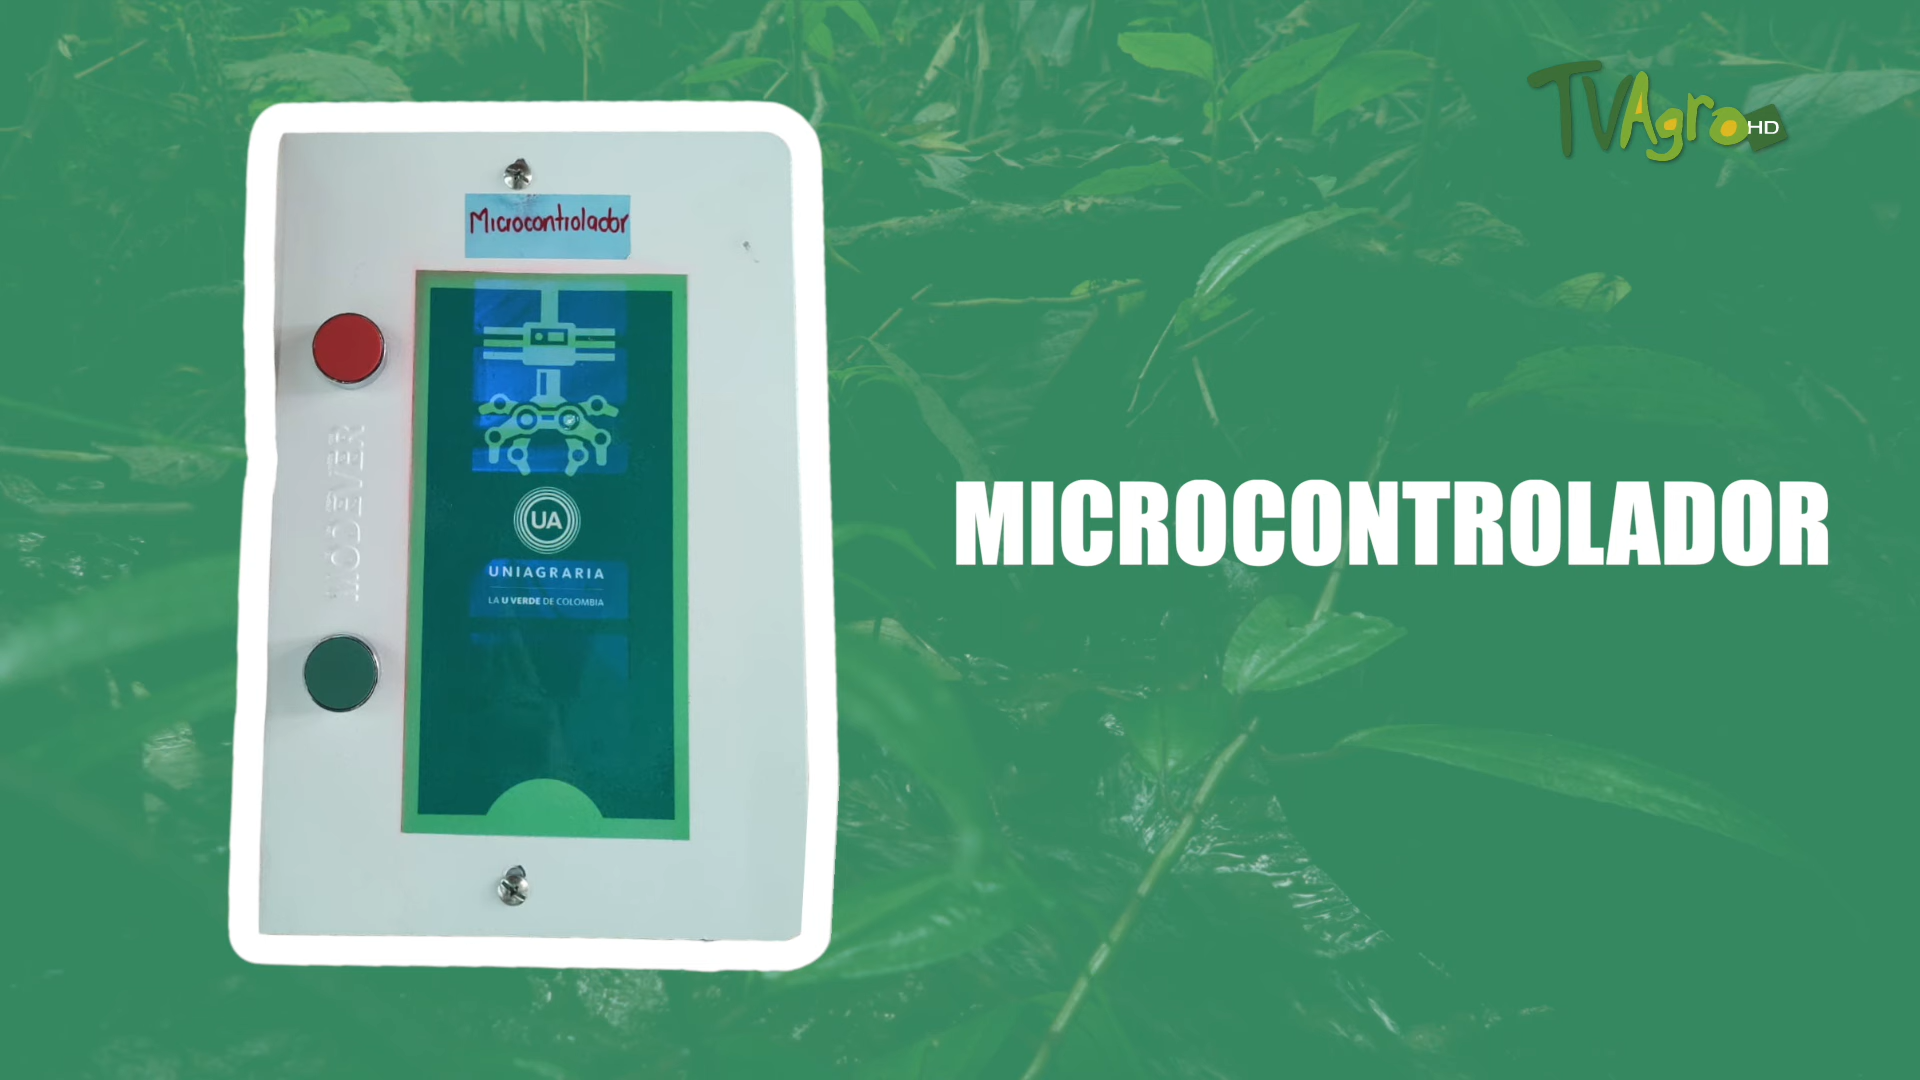 TVAgro HD
Microcontrolador
MODEVER
UA
UNIAGRARIA
LA U VERDE DE COLOMBIA
MICROCONTROLADOR